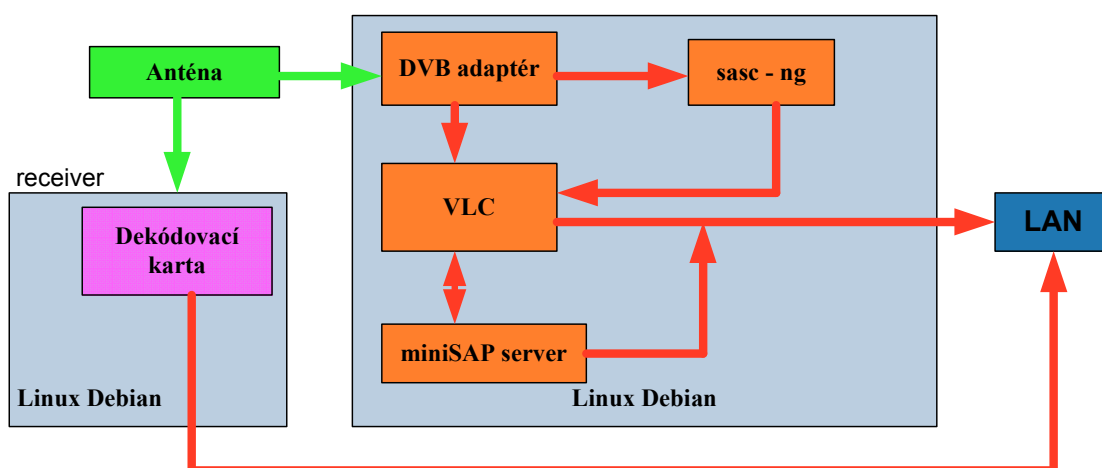 Anténa
DVB adaptér
sasc - ng
receiver
VLC
LAN
Dekódovací
karta
miniSAP server
Linux Debian
Linux Debian